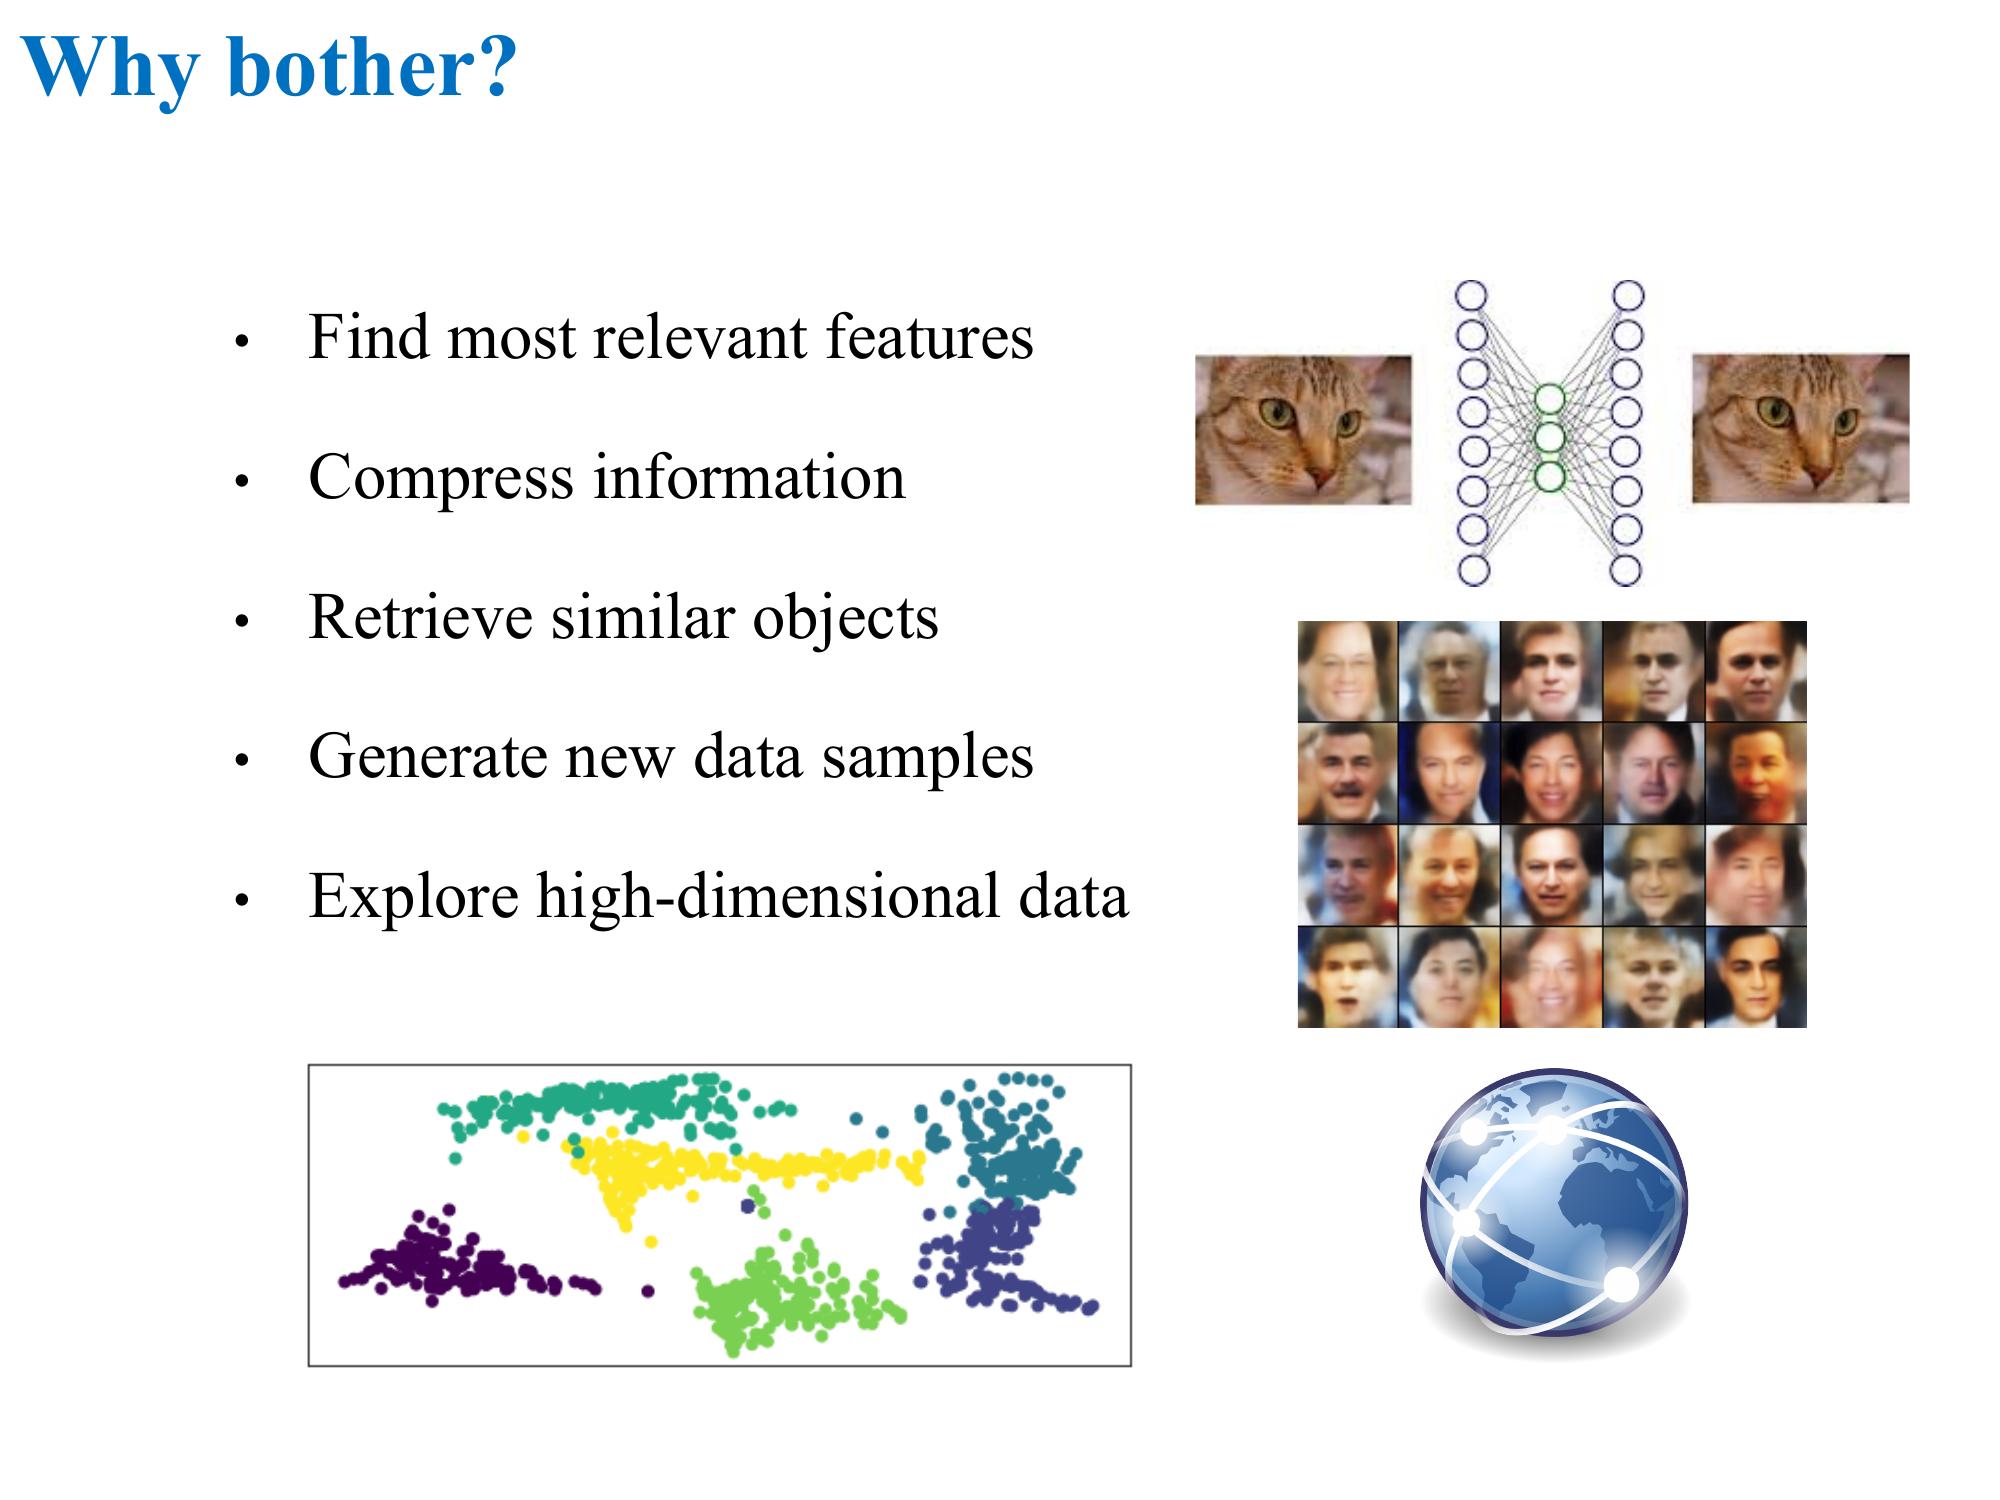 Why bother?
• Find most relevant features
• Compress information
• Retrieve similar objects
• Generate new data samples
• Explore high-dimensional data